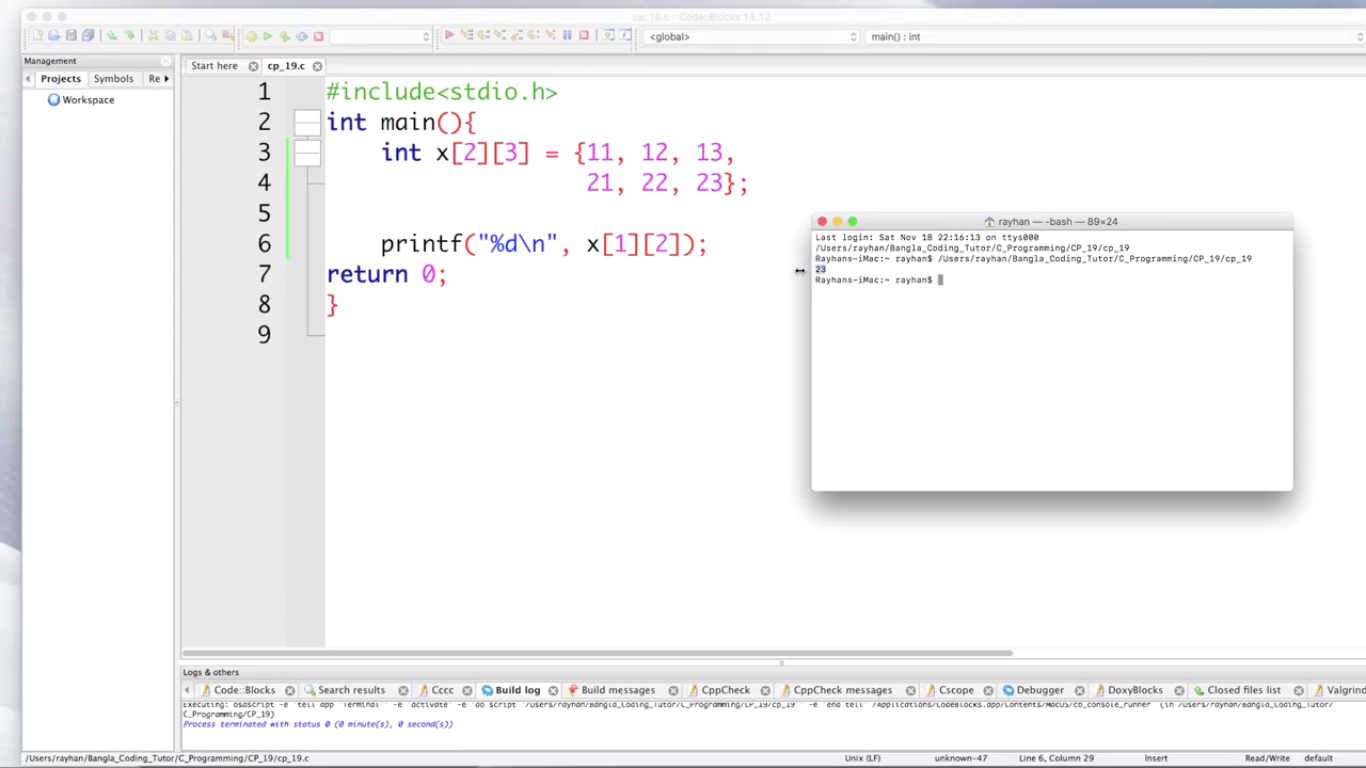 cp_19.c - Code::Blocks 13.12
<global>
main() : int
Management
Projects Symbols Re
Workspace
Start here cp_19.c
1 #include<stdio.h>
2 int main(){
3 int x[2][3] = {11, 12, 13,
4 21, 22, 23};
5
6 printf("%d\n", x[1][2]);
7 return 0;
8 }
9
rayhan — -bash — 89×24
Last login: Sat Nov 18 22:16:13 on ttys000
/Users/rayhan/Bangla_Coding_Tutor/C_Programming/CP_19/cp_19
Rayhans-iMac:~ rayhan$ /Users/rayhan/Bangla_Coding_Tutor/C_Programming/CP_19/cp_19
23
Rayhans-iMac:~ rayhan$
Logs & others
Code::Blocks Search results Cccc Build log Build messages CppCheck CppCheck messages Cscope Debugger DoxyBlocks Closed files list Valgrind
Executing: osascript -e 'tell app "Terminal"' -e 'activate' -e 'do script "/Users/rayhan/Bangla_Coding_Tutor/C_Programming/CP_19/cp_19 "' -e 'end tell' /Applications/CodeBlocks.app/Contents/MacOS/cb_console_runner (in /Users/rayhan/Bangla_Coding_Tutor/
C_Programming/CP_19)
Process terminated with status 0 (0 minute(s), 0 second(s))
/Users/rayhan/Bangla_Coding_Tutor/C_Programming/CP_19/cp_19.c Unix (LF) unknown-47 Line 6, Column 29 Insert Read/Write default